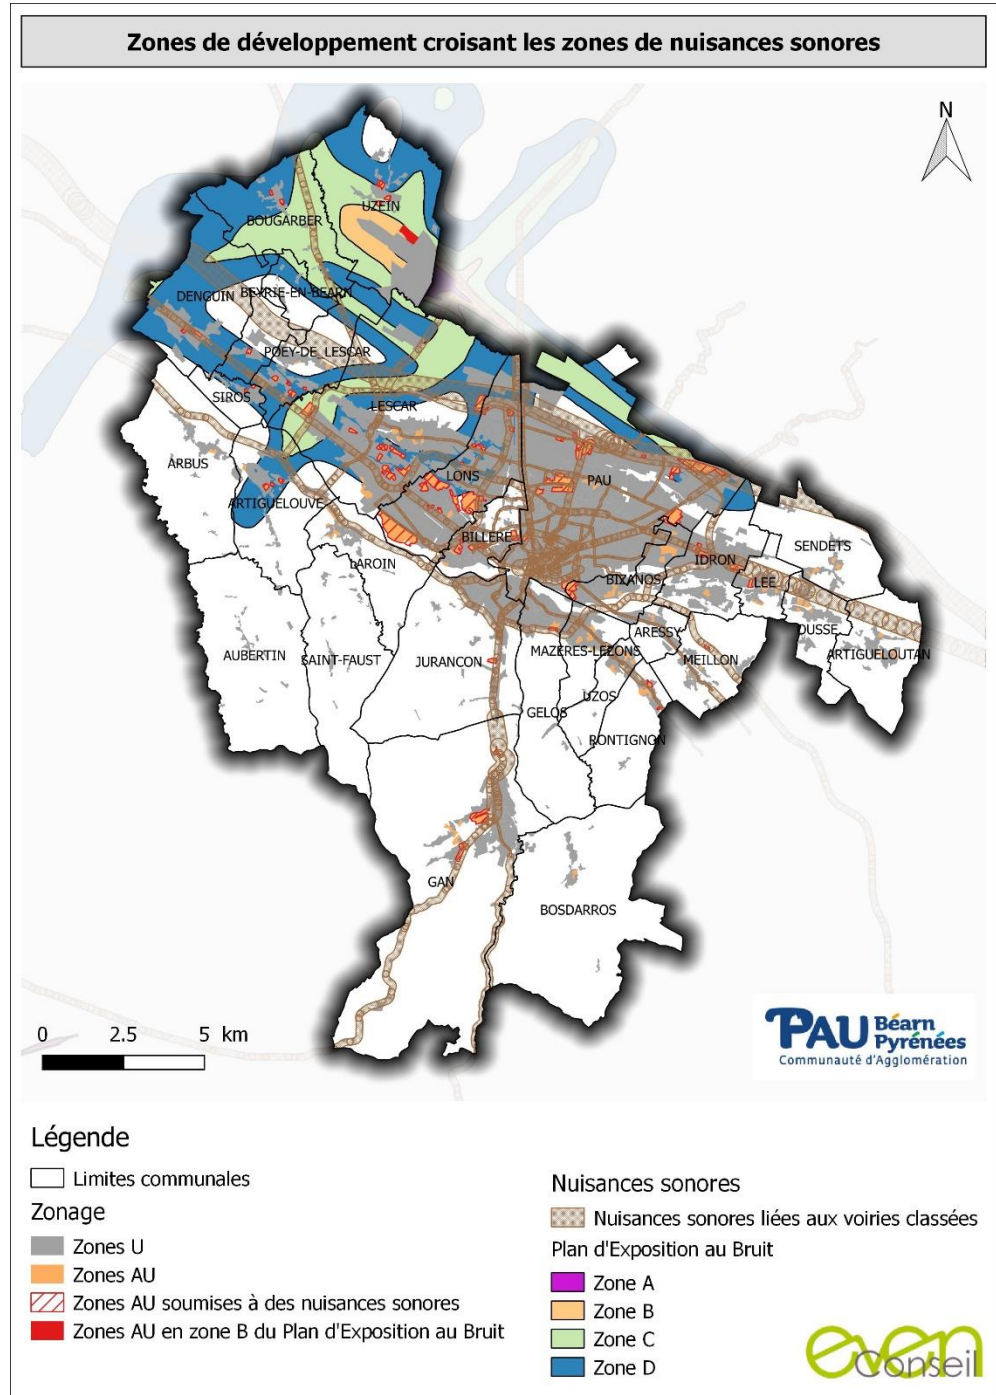 Zones de développement croisant les zones de nuisances sonores
N
UZEIN
BOUGARBER
BEYRIE-EN-BEARN
DENGUIN
POEY-DE LESCAR
SIROS
LESCAR
ARBUS
LONS
PAU
ARTIGUELOUVE
BILLERE
SENDETS
IDRON
LAROIN
BIZANOS
LEE
OUSSE
ARESSY
AUBERTIN
SAINT-FAUST
JURANCON
MAZERES-LEZONS
MEILLON
ARTIGUELOUTAN
UZOS
GELOS
RONTIGNON
GAN
BOSDARROS
0 2.5 5 km
PAU Béarn
Pyrénées
Communauté d'Agglomération
Légende
Limites communales
Zonage
Zones U
Zones AU
Zones AU soumises à des nuisances sonores
Zones AU en zone B du Plan d'Exposition au Bruit
Nuisances sonores
Nuisances sonores liées aux voiries classées
Plan d'Exposition au Bruit
Zone A
Zone B
Zone C
Zone D
even
Conseil